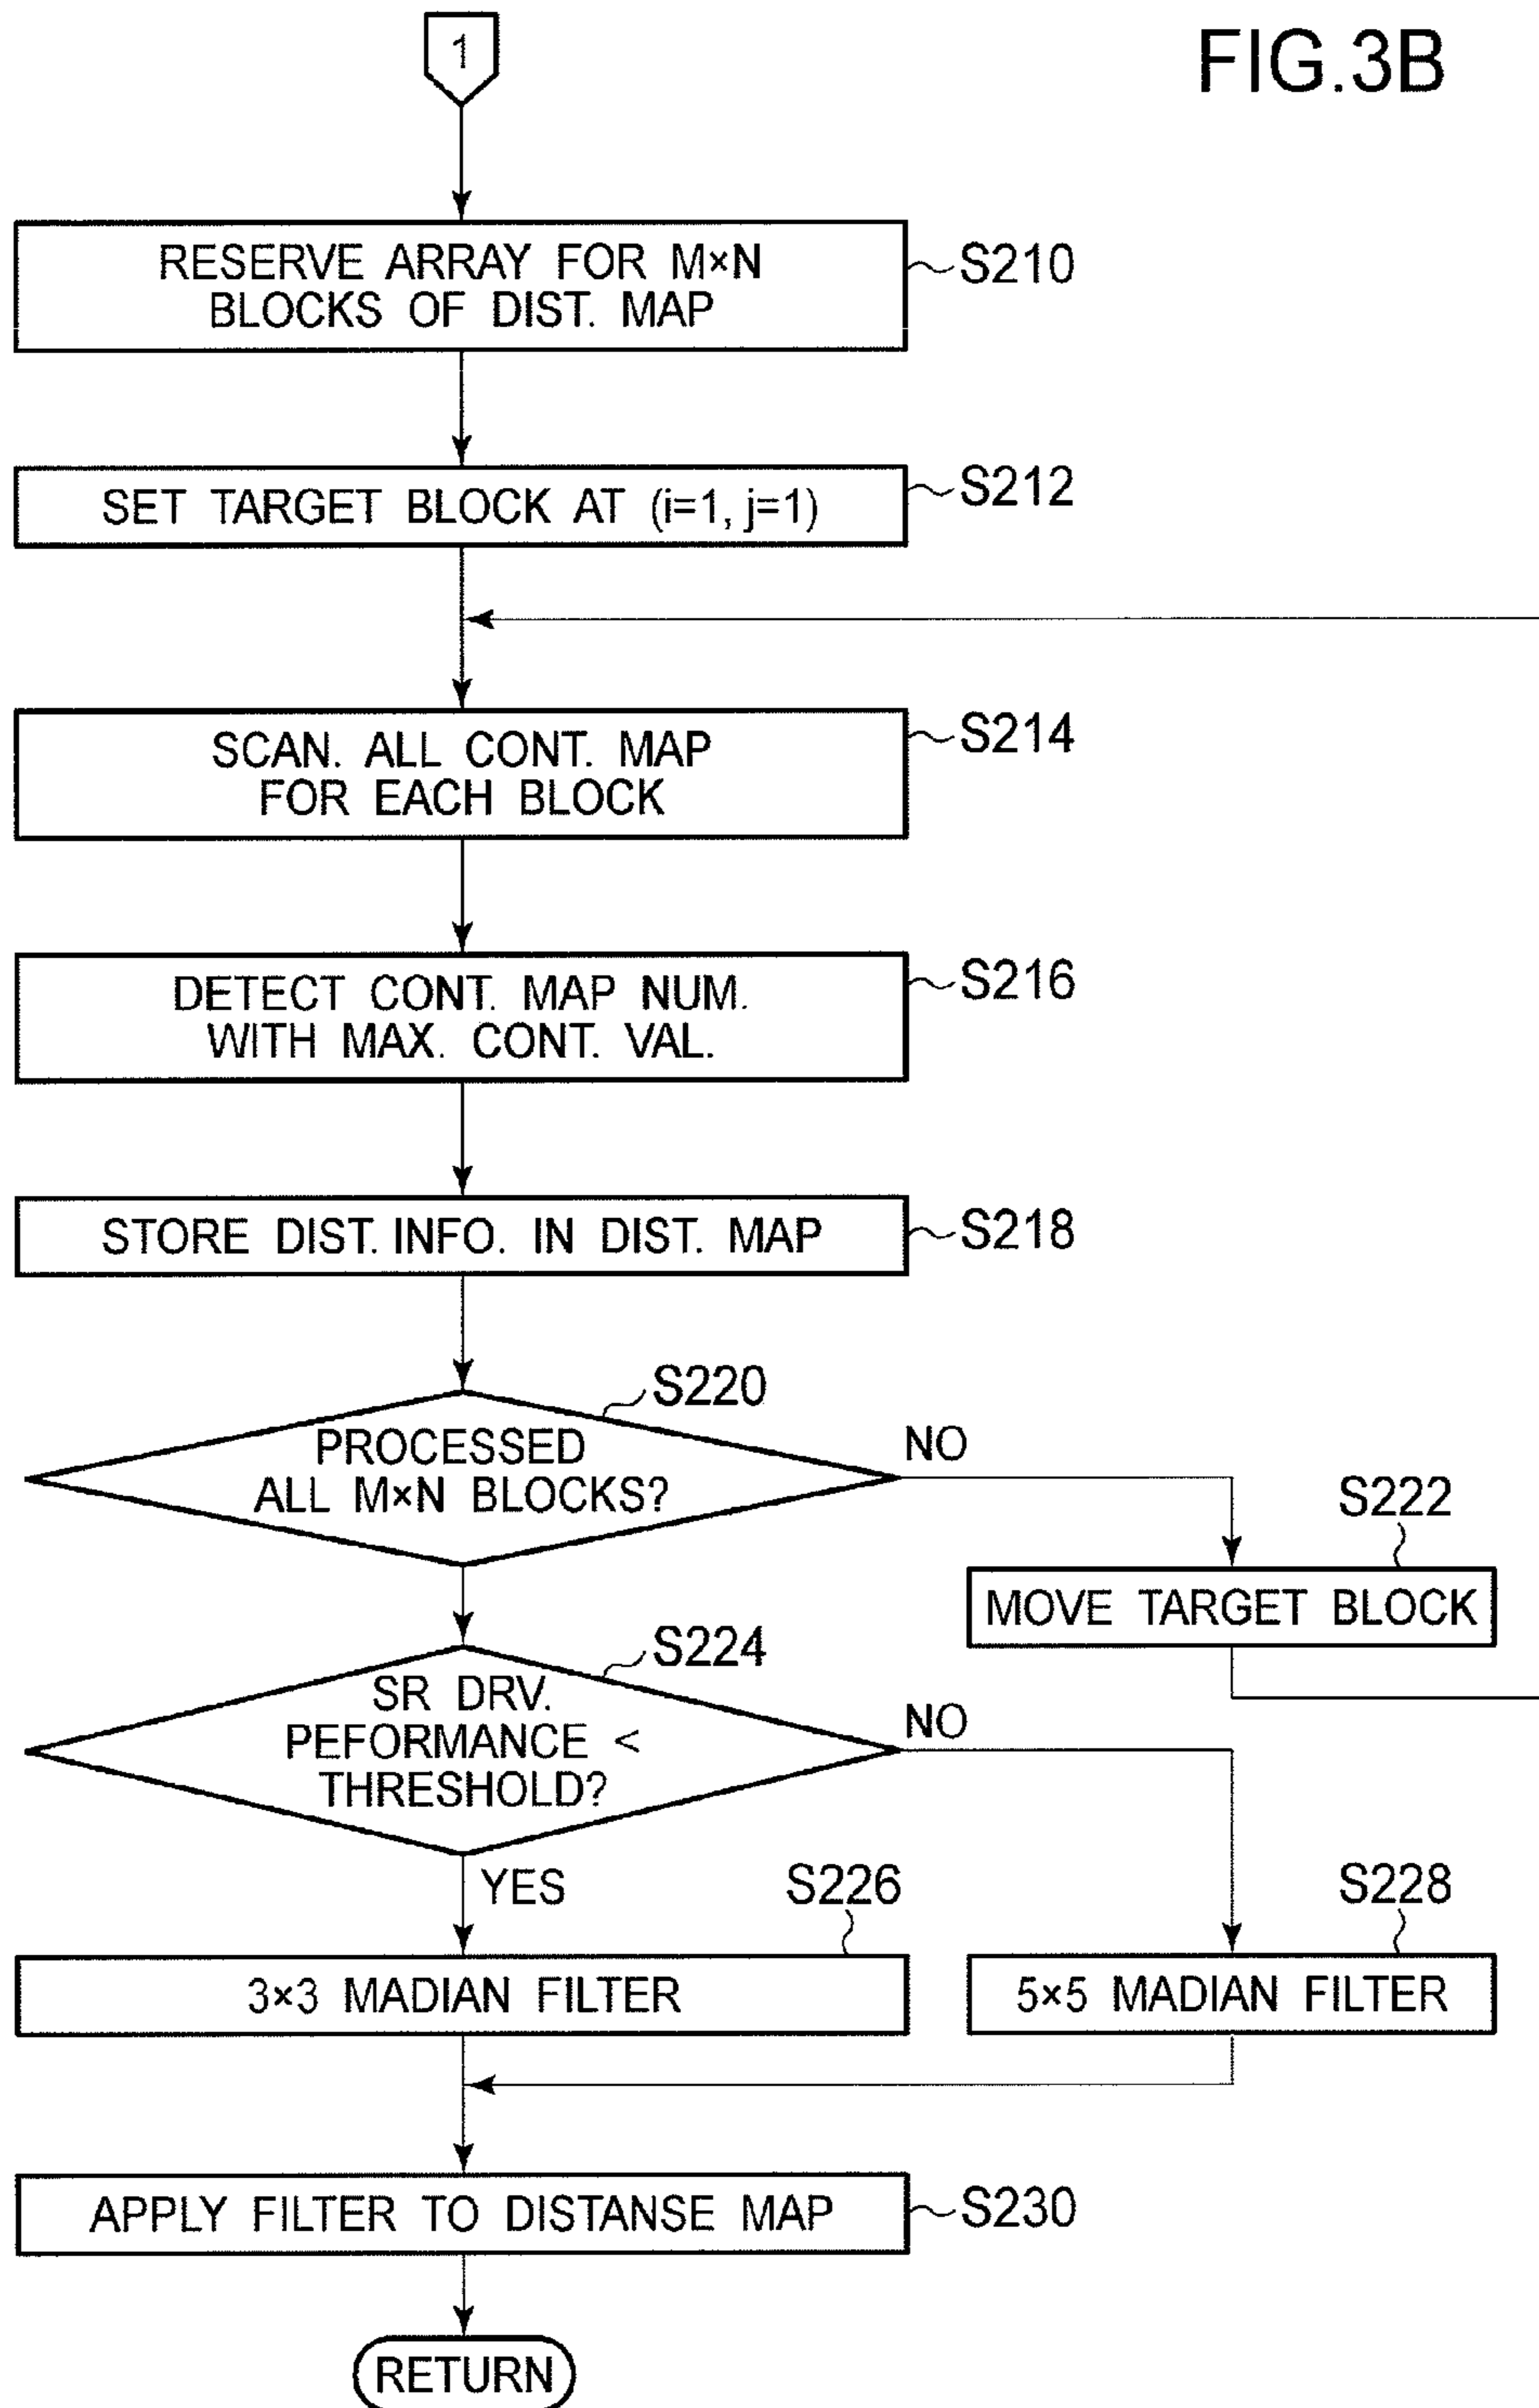 FIG.3B
1
RESERVE ARRAY FOR M×N
BLOCKS OF DIST. MAP
S210
SET TARGET BLOCK AT (i=1, j=1)
S212
SCAN. ALL CONT. MAP
FOR EACH BLOCK
S214
DETECT CONT. MAP NUM.
WITH MAX. CONT. VAL.
S216
STORE DIST. INFO. IN DIST. MAP
S218
S220
PROCESSED
ALL M×N BLOCKS?
NO
S222
MOVE TARGET BLOCK
S224
SR DRV.
PEFORMANCE <
THRESHOLD?
NO
YES
S226
3×3 MADIAN FILTER
S228
5×5 MADIAN FILTER
APPLY FILTER TO DISTANSE MAP
S230
RETURN